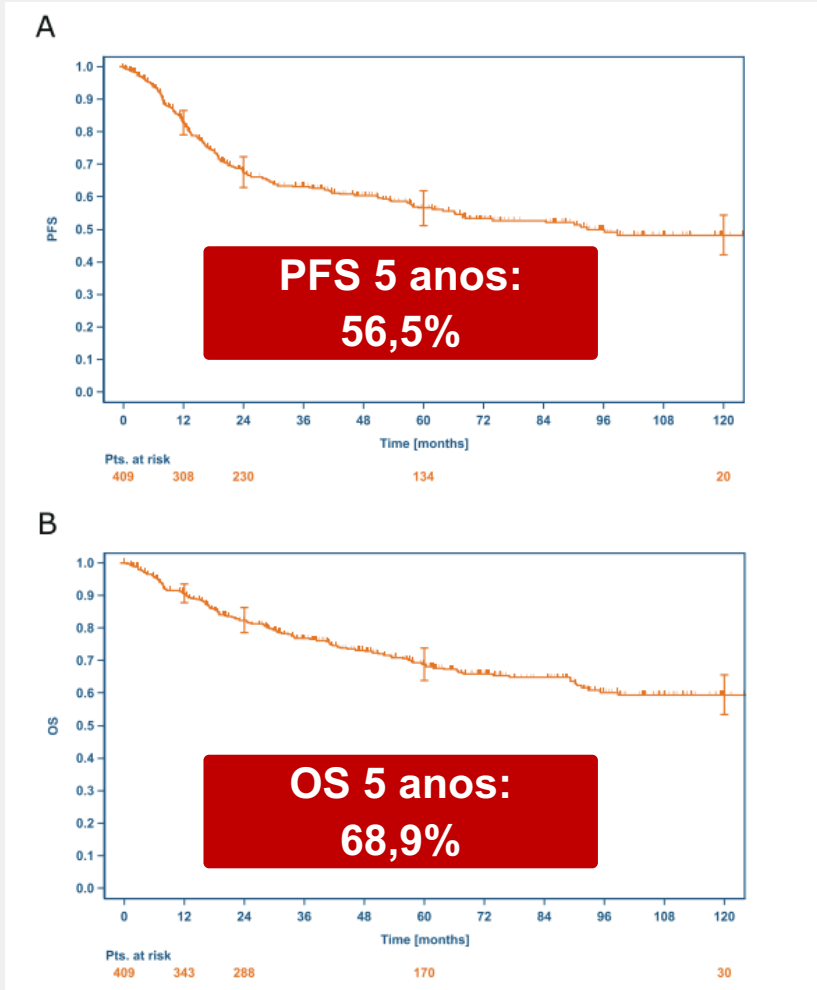 A
1.0
0.9
0.8
0.7
0.6
0.5
0.4
0.3
0.2
0.1
0.0
PFS
PFS 5 anos:
56,5%
0 12 24 36 48 60 72 84 96 108 120
Time [months]
Pts. at risk
409 308 230 134 20
B
1.0
0.9
0.8
0.7
0.6
0.5
0.4
0.3
0.2
0.1
0.0
OS
OS 5 anos:
68,9%
0 12 24 36 48 60 72 84 96 108 120
Time [months]
Pts. at risk
409 343 288 170 30